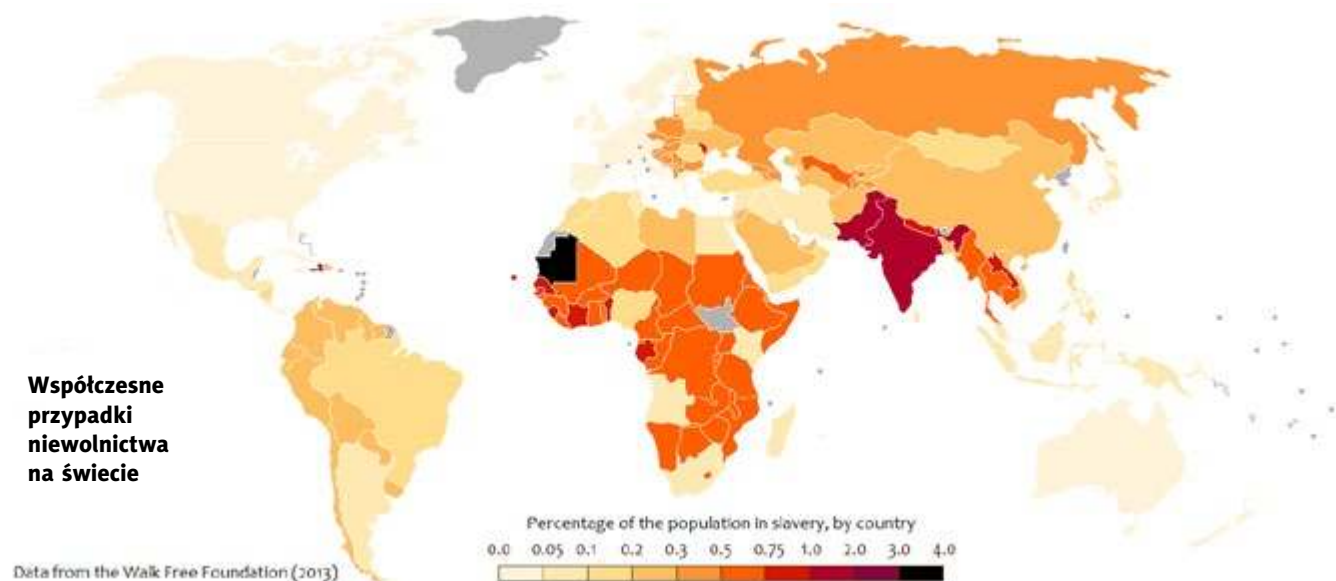 Współczesne
przypadki
niewolnictwa
na świecie
Percentage of the population in slavery, by country
0.0 0.05 0.1 0.2 0.3 0.5 0.75 1.0 2.0 3.0 4.0
Data from the Walk Free Foundation (2013)